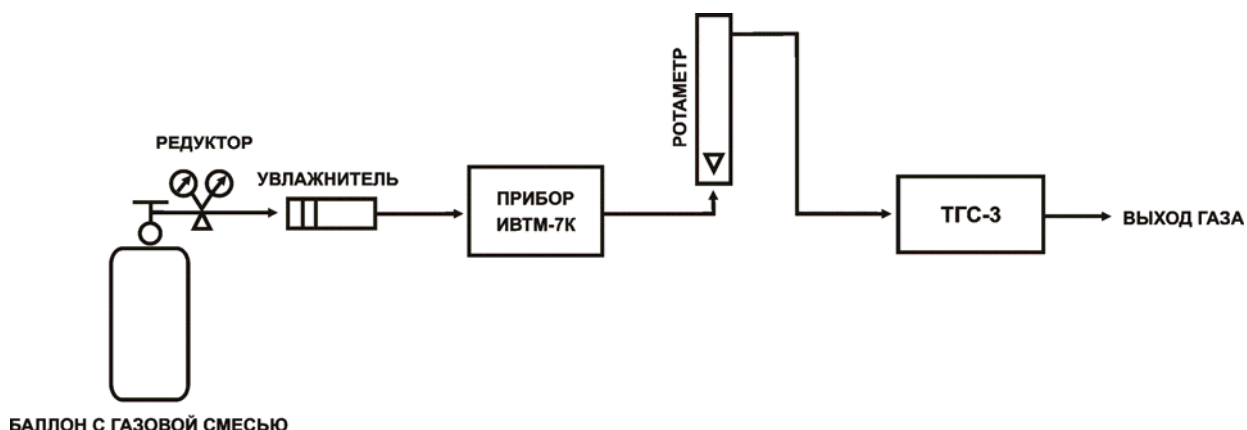 РОТАМЕТР
РЕДУКТОР
УВЛАЖНИТЕЛЬ
ПРИБОР
ИВТМ-7К
ТГС-3
ВЫХОД ГАЗА
БАЛЛОН С ГАЗОВОЙ СМЕСЬЮ